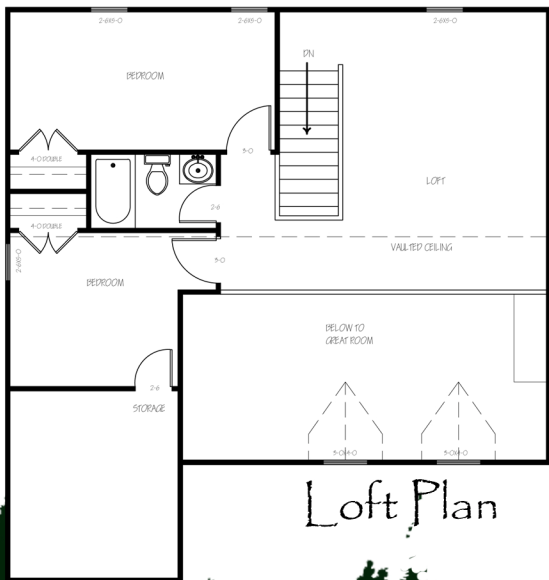 2-6X5-0
2-6X5-0
2-6X5-0
DN
BEDROOM
3-0
4-0 DOUBLE
LOFT
2-6
4-0 DOUBLE
VAULTED CEILING
2-6X5-0
3-0
BEDROOM
BELOW TO
GREAT ROOM
2-6
STORAGE
3-0X4-0
3-0X4-0
Loft Plan